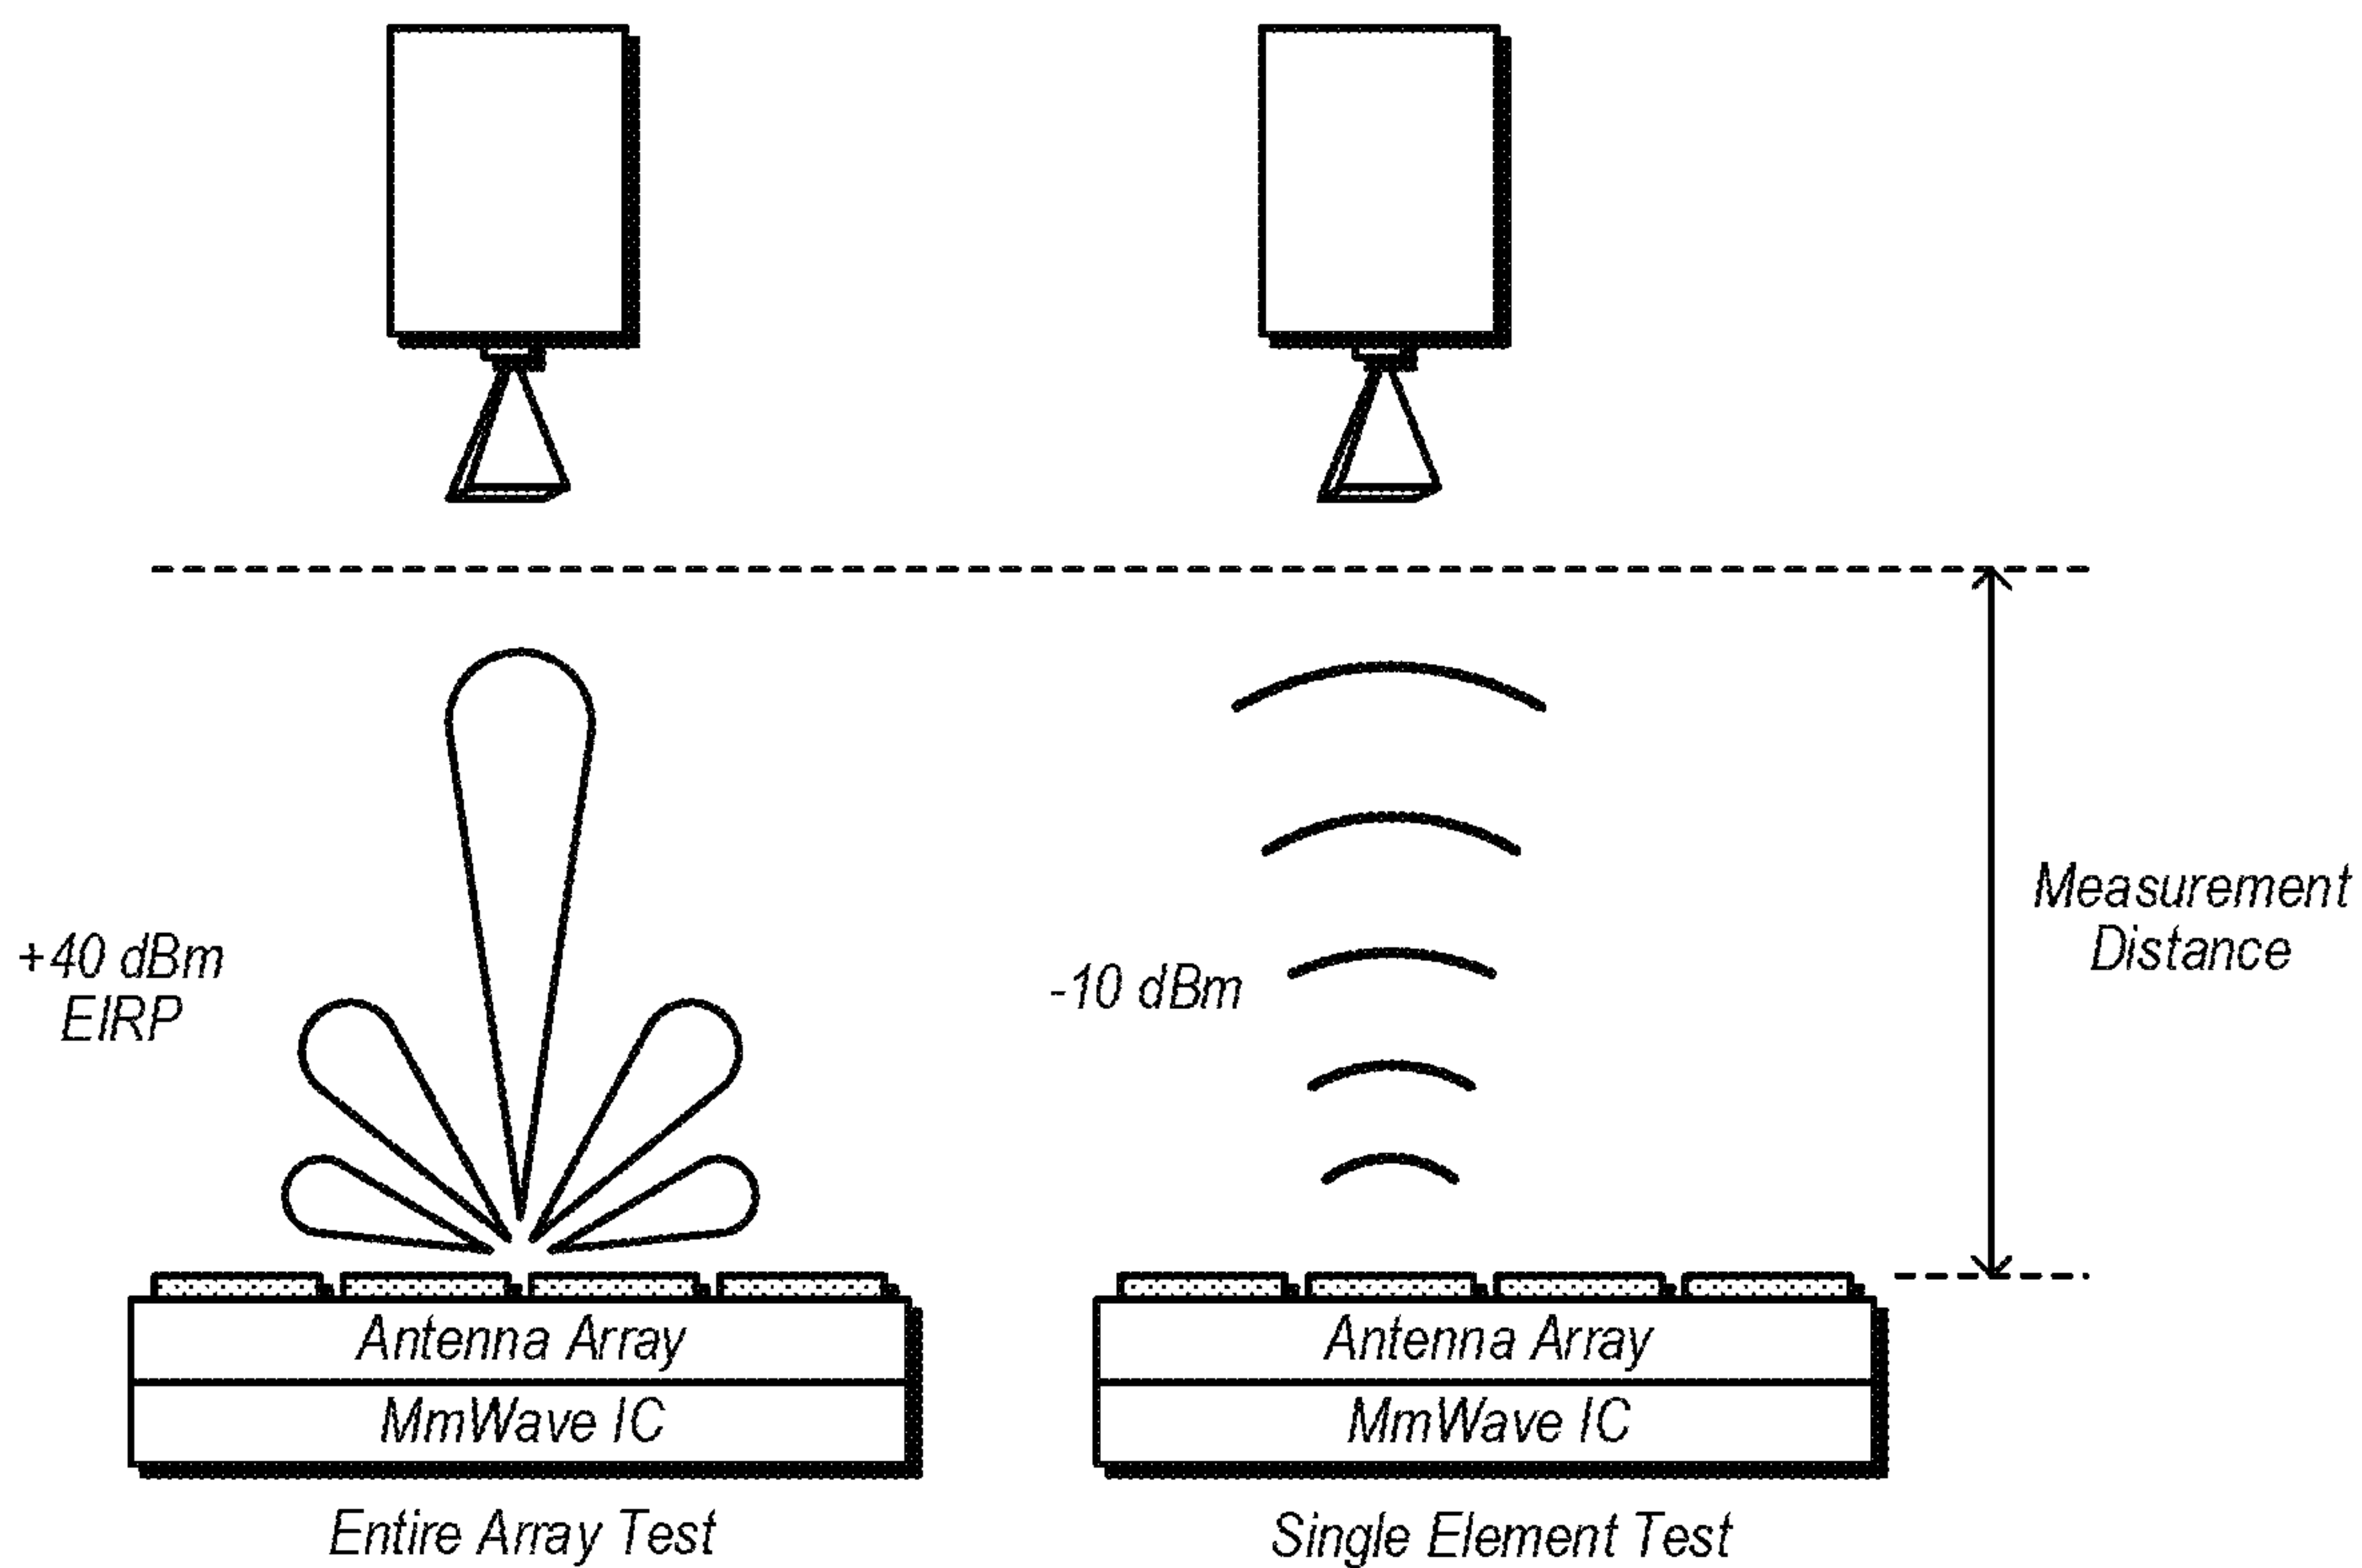 +40 dBm
EIRP
-10 dBm
Measurement
Distance
Antenna Array
MmWave IC
Entire Array Test
Antenna Array
MmWave IC
Single Element Test